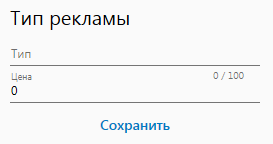 Тип рекламы
Тип
Цена 0 / 100
0
Сохранить